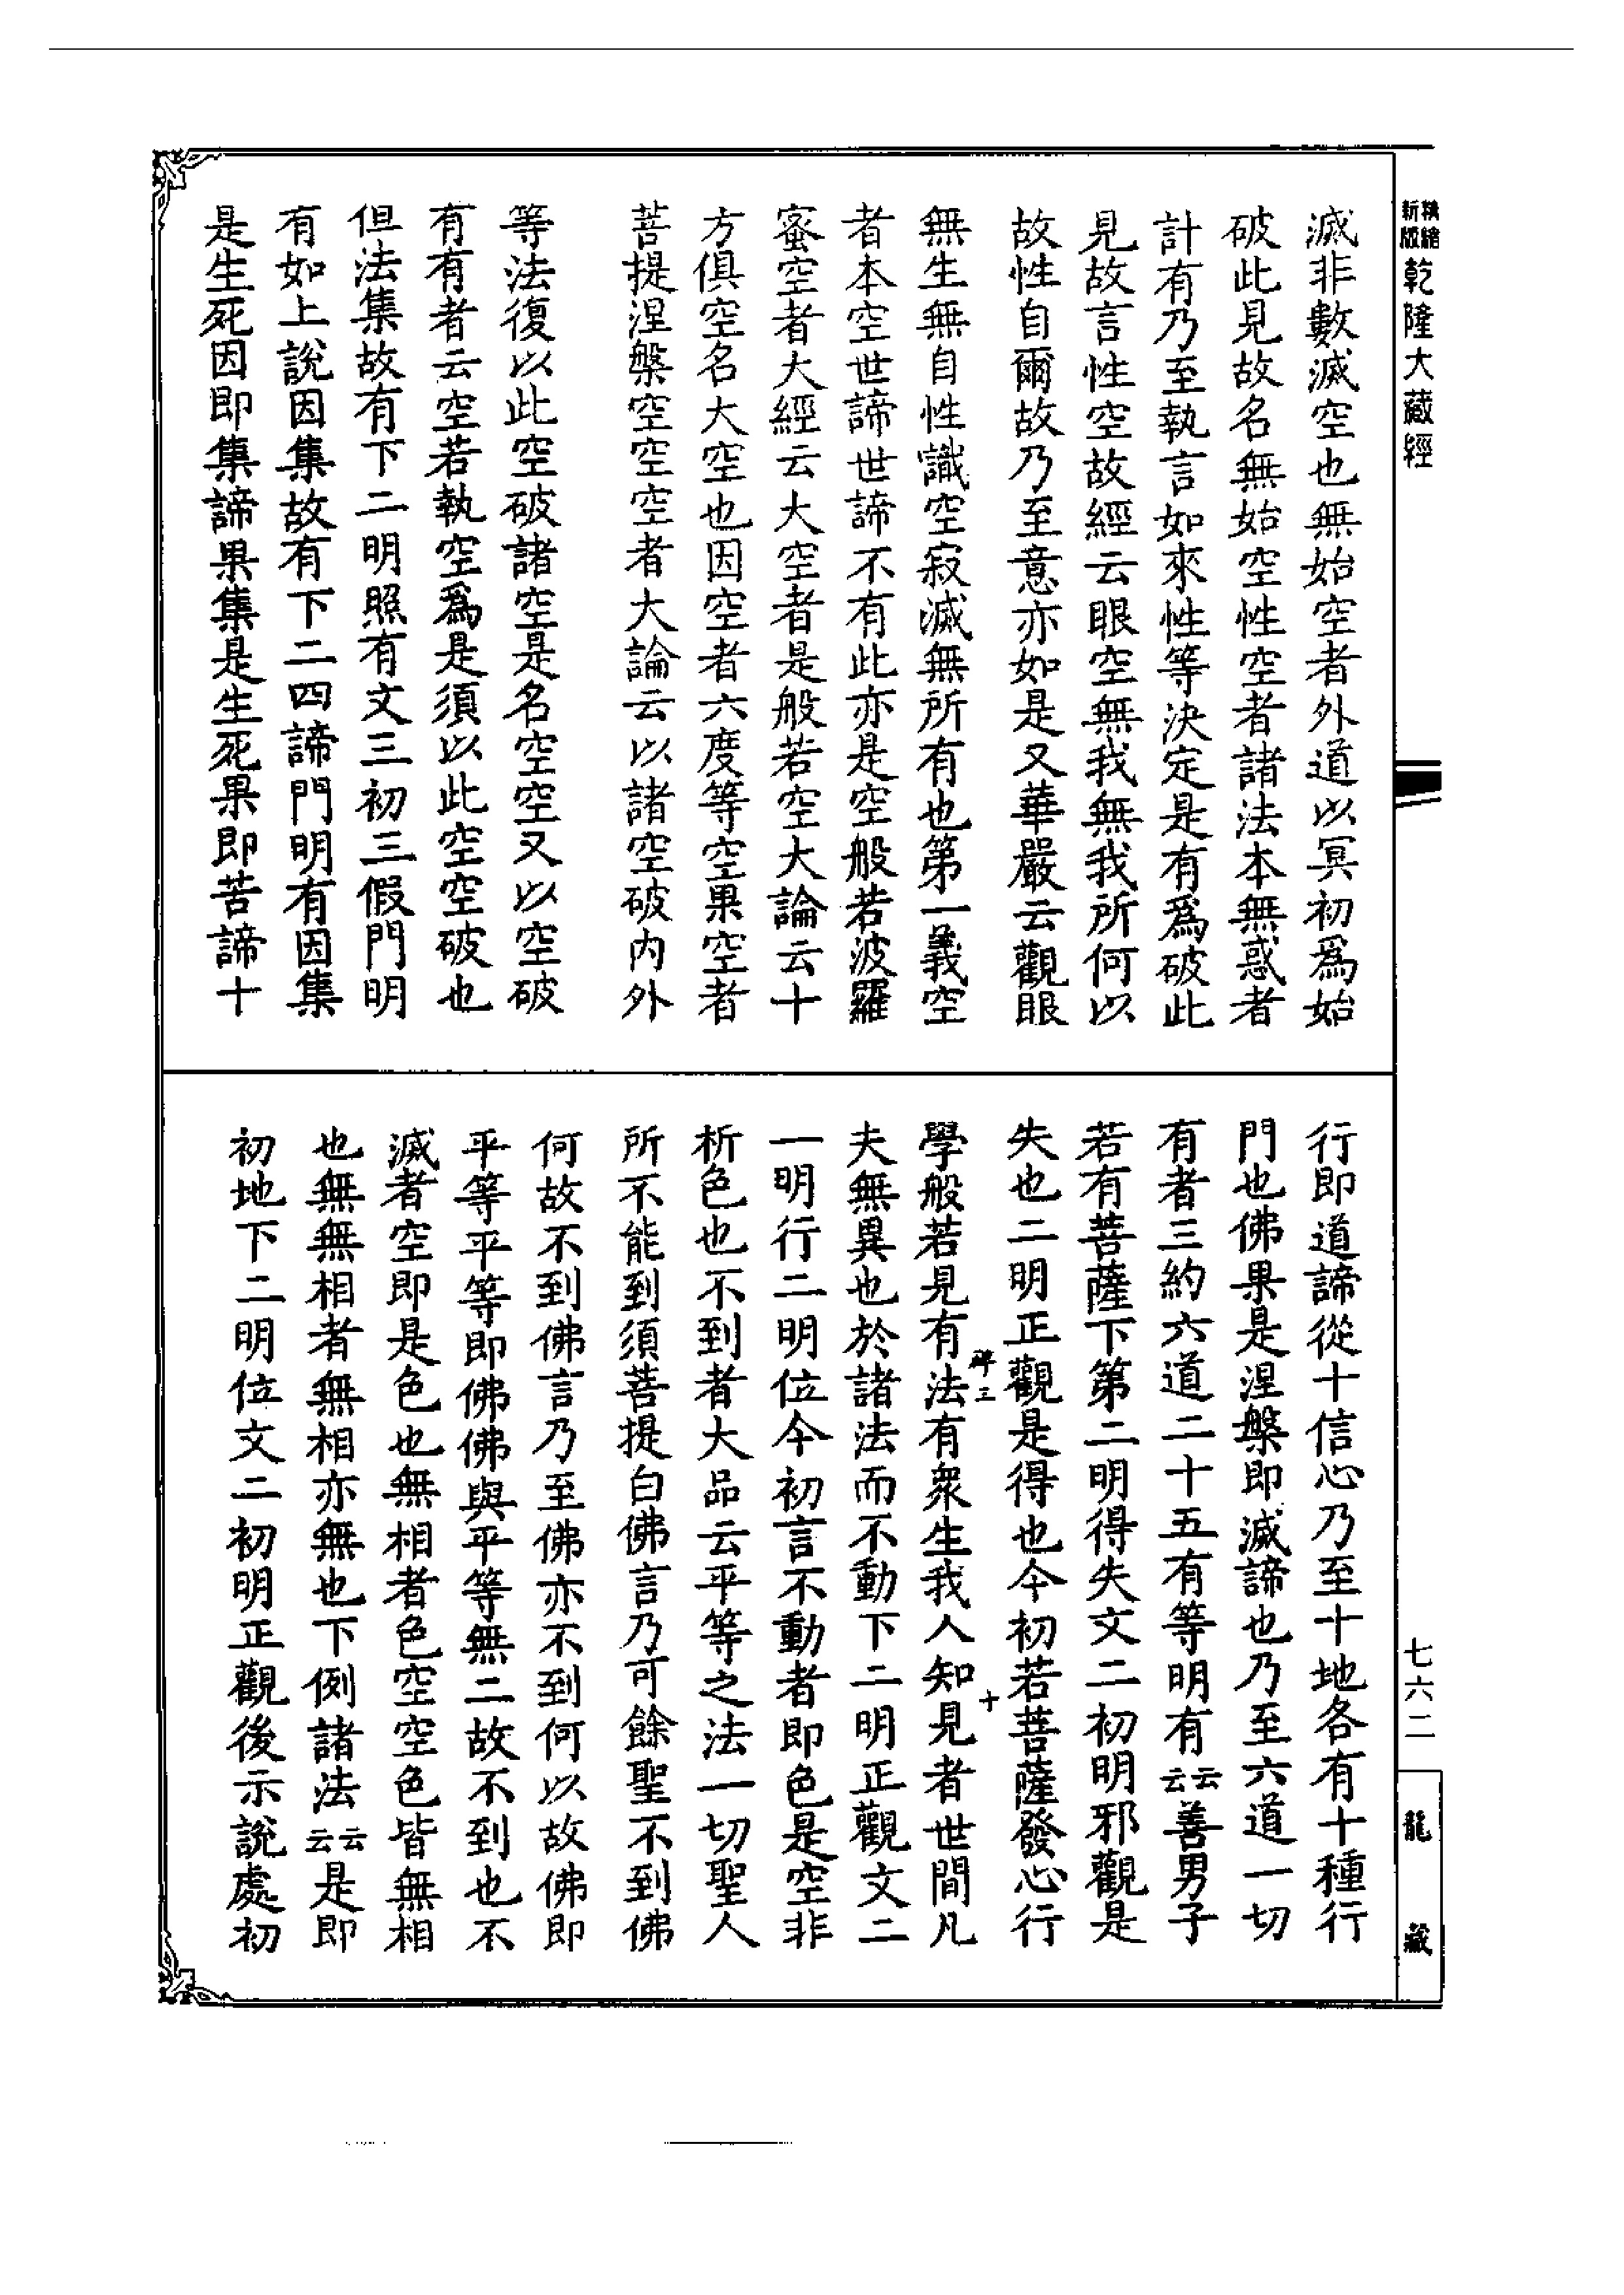 精縮新版乾隆大藏經
滅非數滅空也無始空者外道以冥初爲始
破此見故名無始空性空者諸法本無惑者
計有乃至執言如來性等決定是有爲破此
見故言性空故經云眼空無我無我所何以
故性自爾故乃至意亦如是又華嚴云觀眼
無生無自性識空寂滅無所有也第一義空
者本空世諦世諦不有此亦是空般若波羅
蜜空者大經云大空者是般若空大論云十
方俱空名大空也因空者六度等空果空者
菩提涅槃空空空者大論云以諸空破內外
等法復以此空破諸空是名空空又以空破
有有者云空若執空爲是須以此空空破也
但法集故有下二明照有文三初三假門明
有如上說因集故有下二四諦門明有因集
是生死因即集諦果集是生死果即苦諦十
行即道諦從十信心乃至十地各有十種行
門也佛果是涅槃即滅諦也乃至六道一切
有者三約六道二十五有等明有云云善男子
若有菩薩下第二明得失文二初明邪觀是
失也二明正觀是得也今初若菩薩發心行
學般若見有法有衆生我人知見者世間凡
夫無異也於諸法而不動下二明正觀文二
一明行二明位今初言不動者即色是空非
析色也不到者大品云平等之法一切聖人
所不能到須菩提白佛言乃可餘聖不到佛
何故不到佛言乃至佛亦不到何以故佛即
平等平等即佛佛與平等無二故不到也不
滅者空即是色也無相者色空空色皆無相
也無無相者無相亦無也下例諸法云云是即
初地下二明位文二初明正觀後示說處初
碑三
十
七六二
龍藏